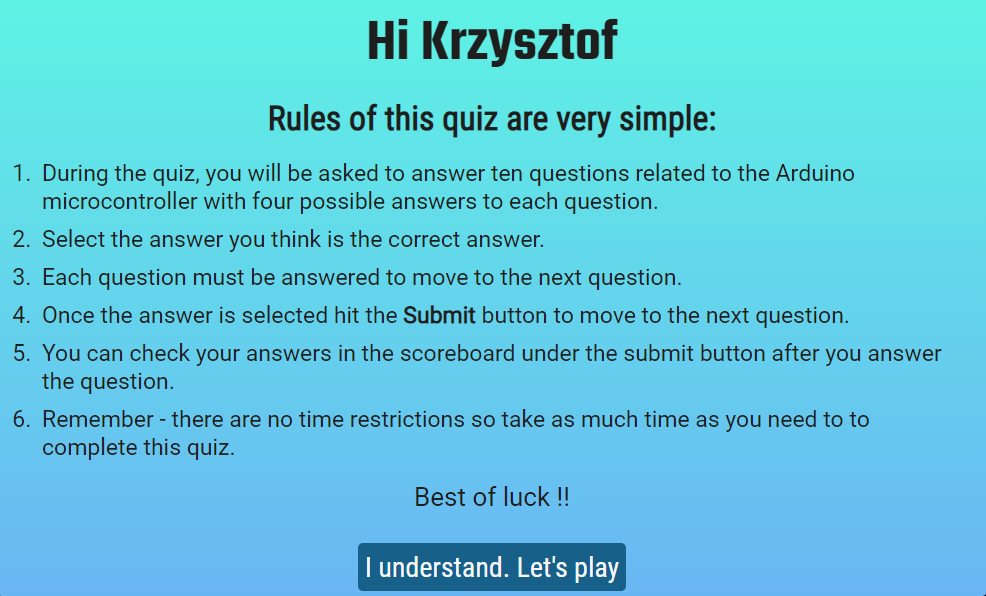 Hi Krzysztof
Rules of this quiz are very simple:
1. During the quiz, you will be asked to answer ten questions related to the Arduino
microcontroller with four possible answers to each question.
2. Select the answer you think is the correct answer.
3. Each question must be answered to move to the next question.
4. Once the answer is selected hit the Submit button to move to the next question.
5. You can check your answers in the scoreboard under the submit button after you answer
the question.
6. Remember - there are no time restrictions so take as much time as you need to to
complete this quiz.
Best of luck !!
I understand. Let's play